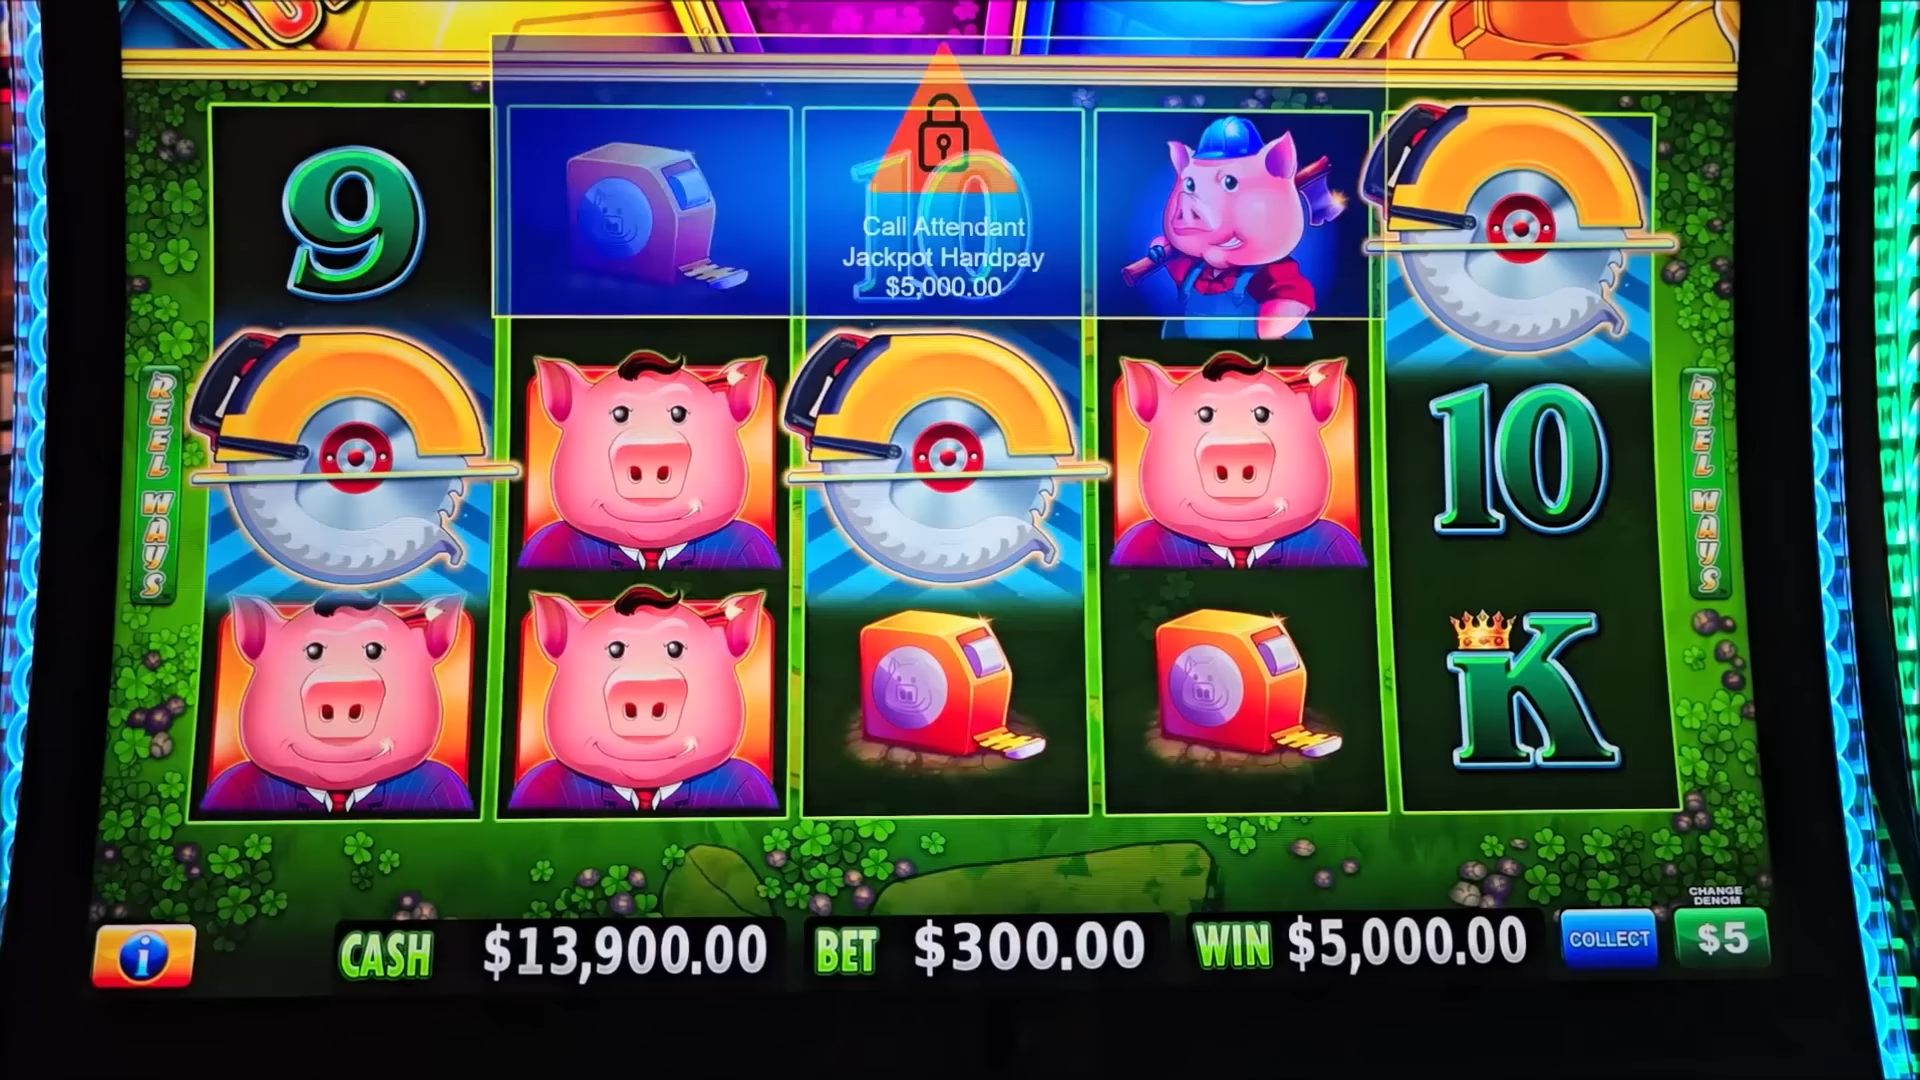 9
10
Call Attendant
Jackpot Handpay
$5,000.00
REEL WAYS
REEL WAYS
10
K
CHANGE
DENOM
CASH $13,900.00 BET $300.00 WIN $5,000.00 COLLECT $5